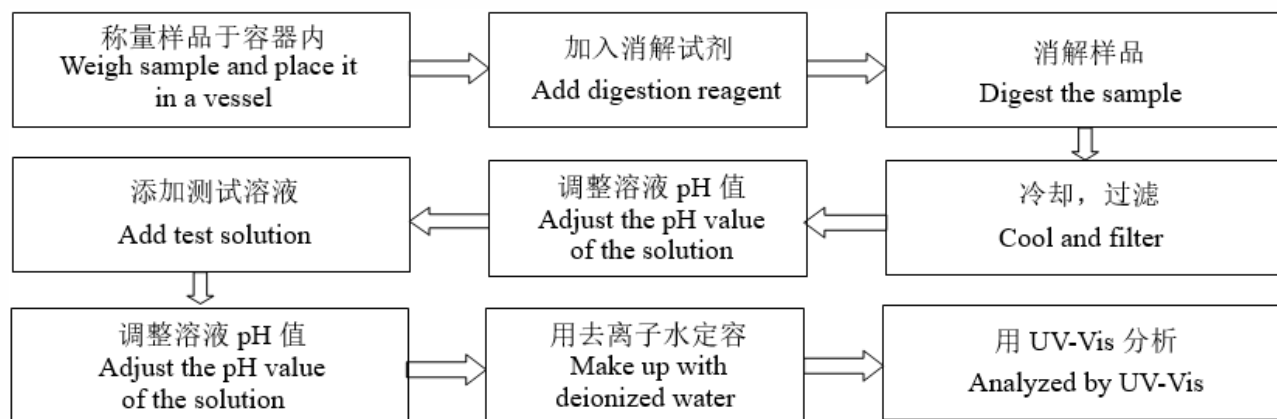 称量样品于容器内
Weigh sample and place it
in a vessel
加入消解试剂
Add digestion reagent
消解样品
Digest the sample
冷却，过滤
Cool and filter
调整溶液 pH 值
Adjust the pH value
of the solution
添加测试溶液
Add test solution
调整溶液 pH 值
Adjust the pH value
of the solution
用去离子水定容
Make up with
deionized water
用 UV-Vis 分析
Analyzed by UV-Vis